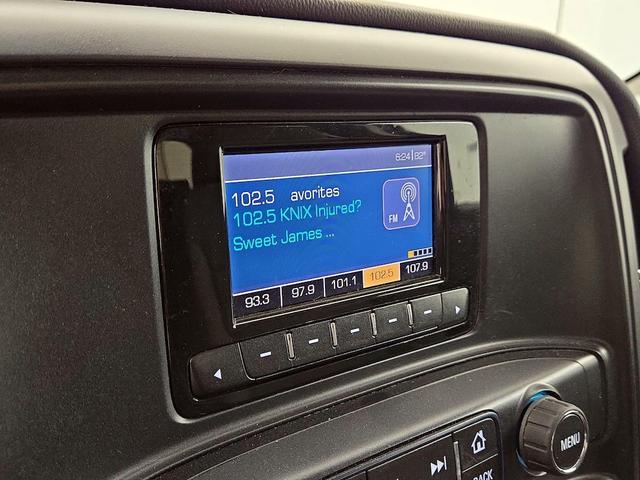 6:24 82°
102.5 avorites
102.5 KNIX Injured?
Sweet James ...
FM
93.3 97.9 101.1 102.5 107.9
MENU
BACK